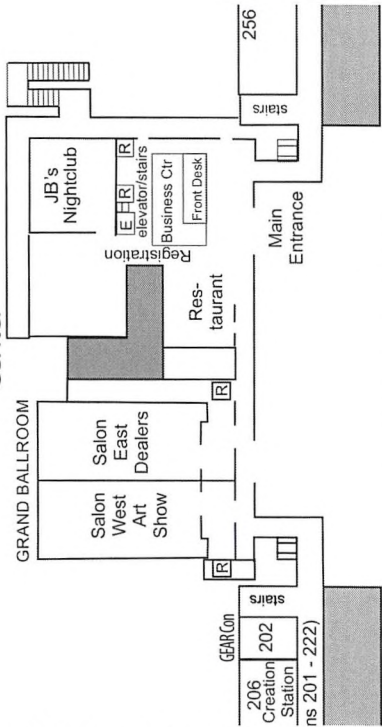 GRAND BALLROOM
Salon
West
Art
Show
Salon
East
Dealers
JB's
Nightclub
R
R
E
elevator/stairs
Registration
Business Ctr
Front Desk
Res-
taurant
R
R
Main
Entrance
stairs
256
stairs
GEARCon
202
206
Creation
Station
ns 201 - 222)